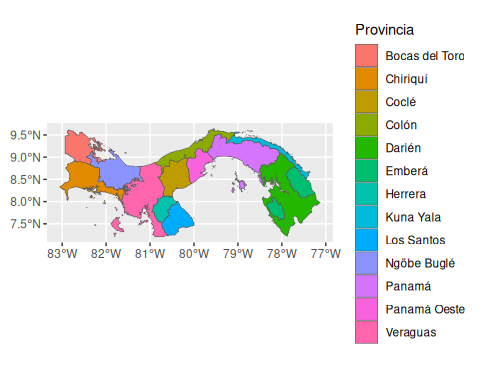 Provincia
Bocas del Toro
Chiriquí
Coclé
Colón
Darién
Emberá
Herrera
Kuna Yala
Los Santos
Ngöbe Buglé
Panamá
Panamá Oeste
Veraguas
9.5°N
9.0°N
8.5°N
8.0°N
7.5°N
83°W 82°W 81°W 80°W 79°W 78°W 77°W